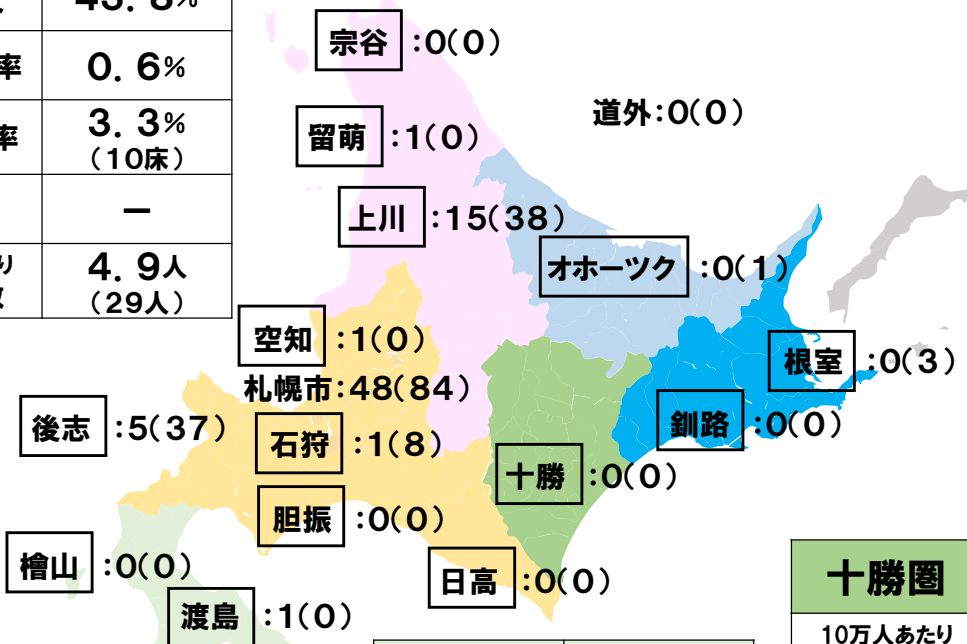 43．8%
率 0．6%
率 3．3%
（10床）
－
り 4．9人
（29人）
宗谷：0(0)
道外：0(0)
留萌：1(0)
上川：15(38)
オホーツク：0(1)
空知：1(0)
根室：0(3)
札幌市：48(84)
後志：5(37)
釧路：0(0)
石狩：1(8)
十勝：0(0)
胆振：0(0)
檜山：0(0)
日高：0(0)
十勝圏
渡島：1(0)
10万人あたり